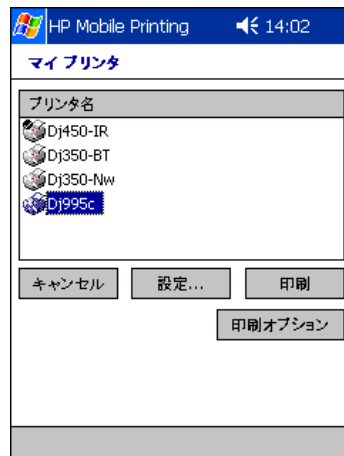 HP Mobile Printing 14:02
マイ プリンタ
プリンタ名
Dj450-IR
Dj350-BT
Dj350-Nw
Dj995c
キャンセル 設定... 印刷
印刷オプション